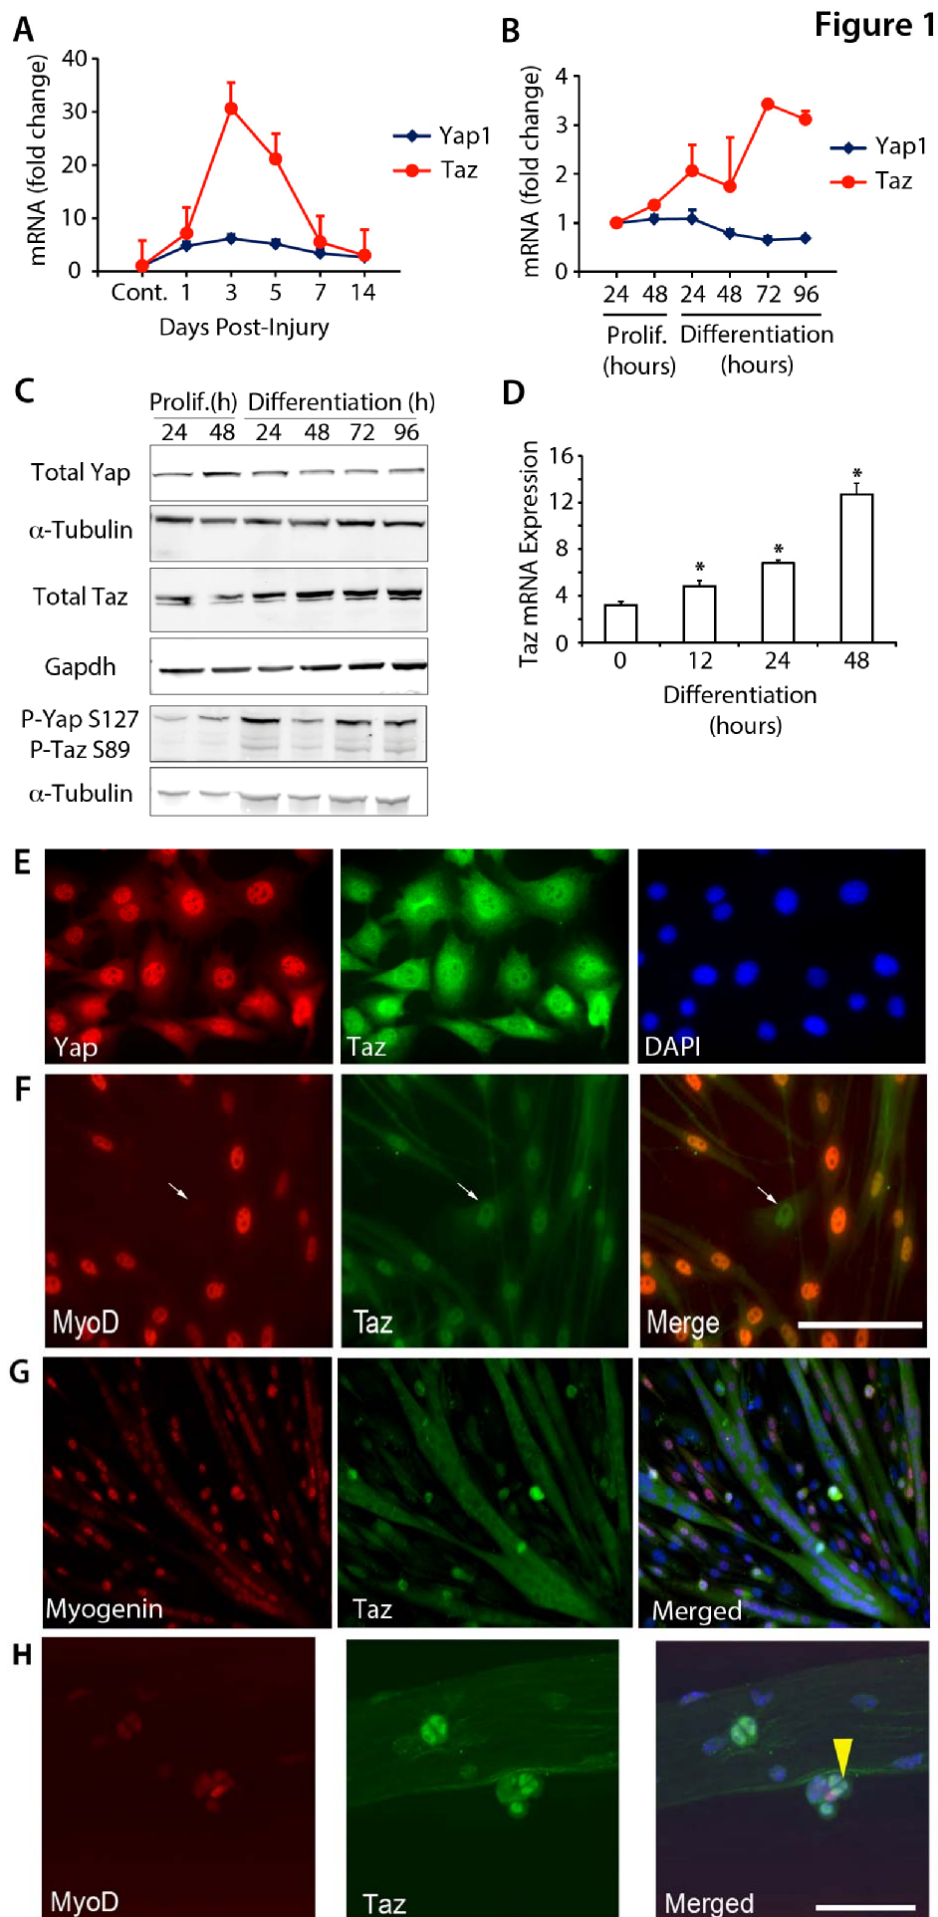 Figure 1
A
mRNA (fold change)
40
30
20
10
0
Cont. 1 3 5 7 14
Days Post-Injury
Yap1
Taz
B
mRNA (fold change)
4
3
2
1
0
24 48 24 48 72 96
Prolif. Differentiation
(hours) (hours)
Yap1
Taz
C
Prolif.(h) Differentiation (h)
24 48 24 48 72 96
Total Yap
α-Tubulin
Total Taz
Gapdh
P-Yap S127
P-Taz S89
α-Tubulin
D
Taz mRNA Expression
16
12
8
4
0
* * *
0 12 24 48
Differentiation
(hours)
E
Yap Taz DAPI
F
MyoD Taz Merge
G
Myogenin Taz Merged
H
MyoD Taz Merged